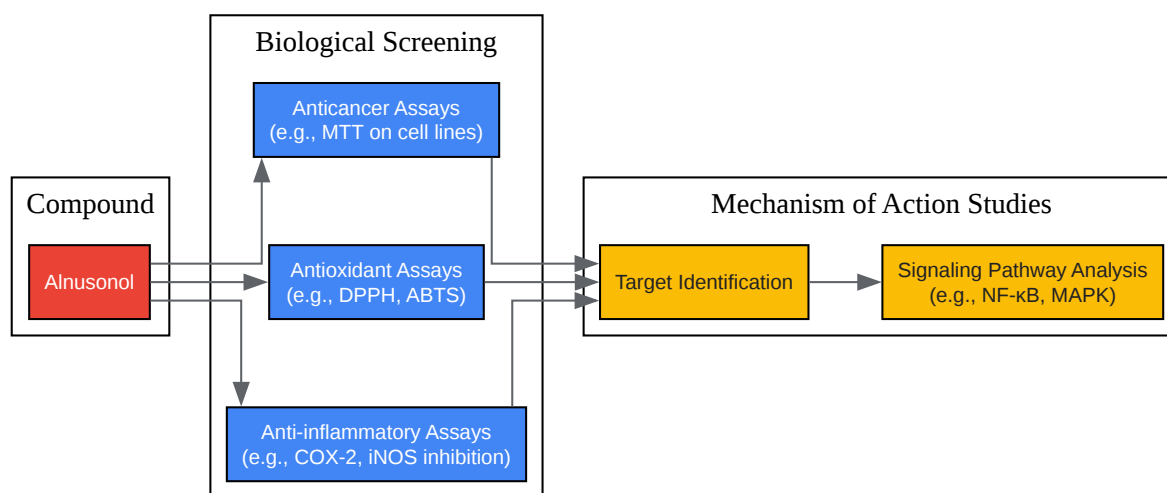 Compound
Alnusonol
Biological Screening
Anticancer Assays
(e.g., MTT on cell lines)
Antioxidant Assays
(e.g., DPPH, ABTS)
Anti-inflammatory Assays
(e.g., COX-2, iNOS inhibition)
Mechanism of Action Studies
Target Identification
Signaling Pathway Analysis
(e.g., NF-κB, MAPK)